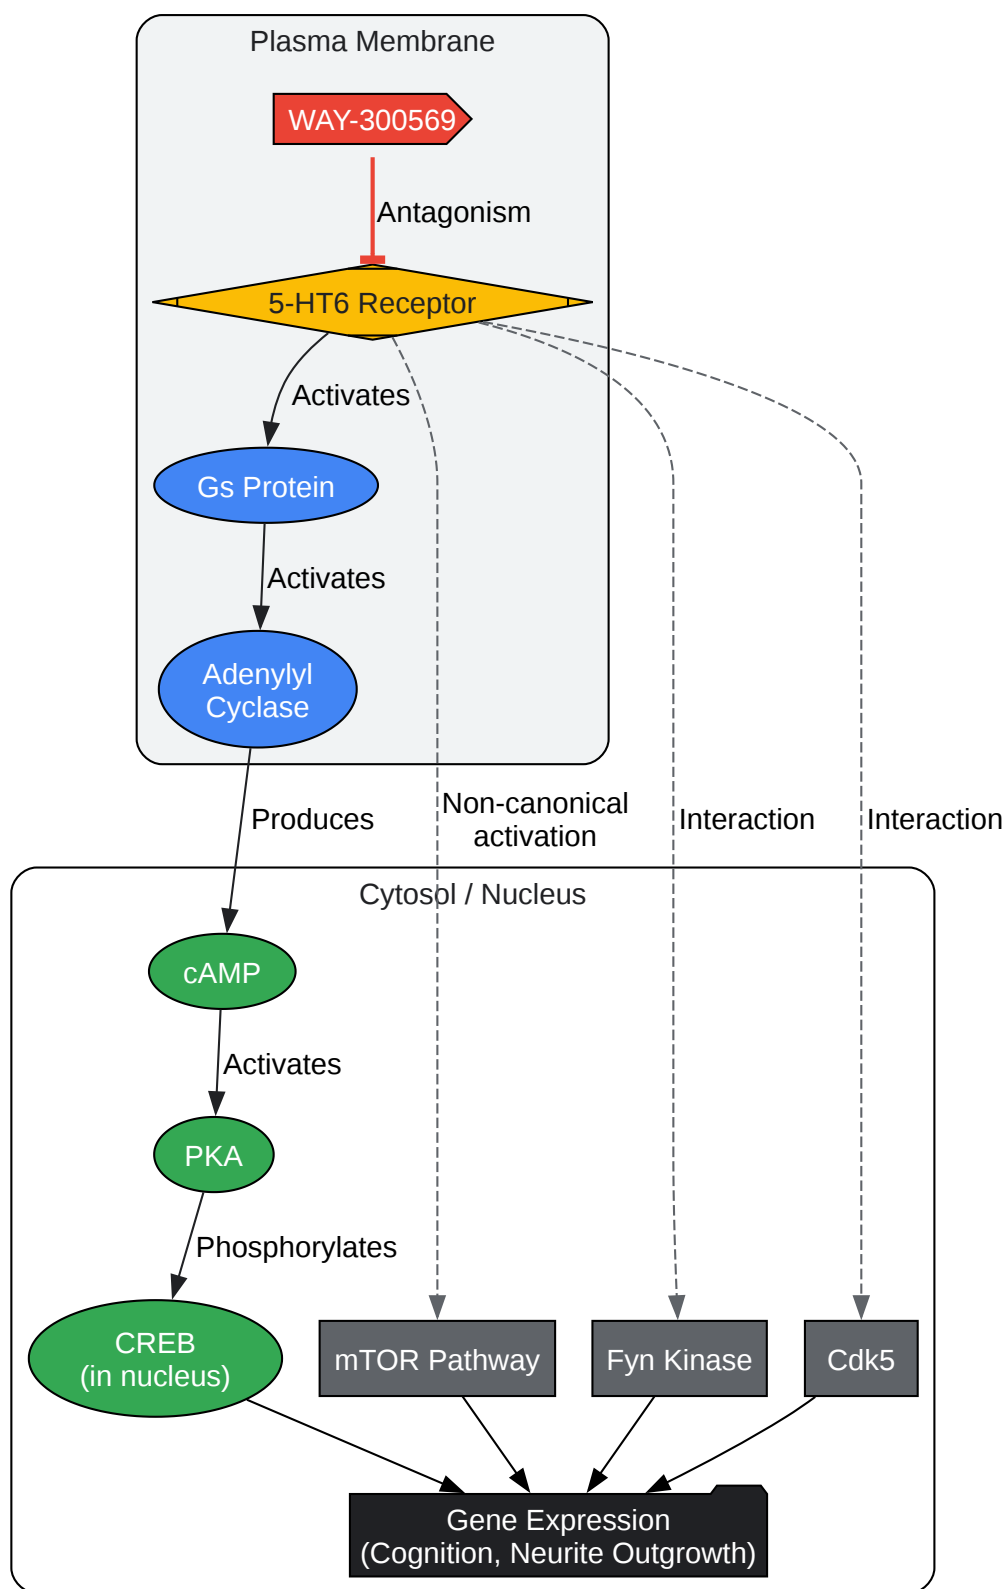 Plasma Membrane
WAY-300569
Antagonism
5-HT6 Receptor
Activates
Gs Protein
Activates
Adenylyl
Cyclase
Produces
Non-canonical
activation
Interaction
Interaction
Cytosol / Nucleus
cAMP
Activates
PKA
Phosphorylates
CREB
(in nucleus)
mTOR Pathway
Fyn Kinase
Cdk5
Gene Expression
(Cognition, Neurite Outgrowth)